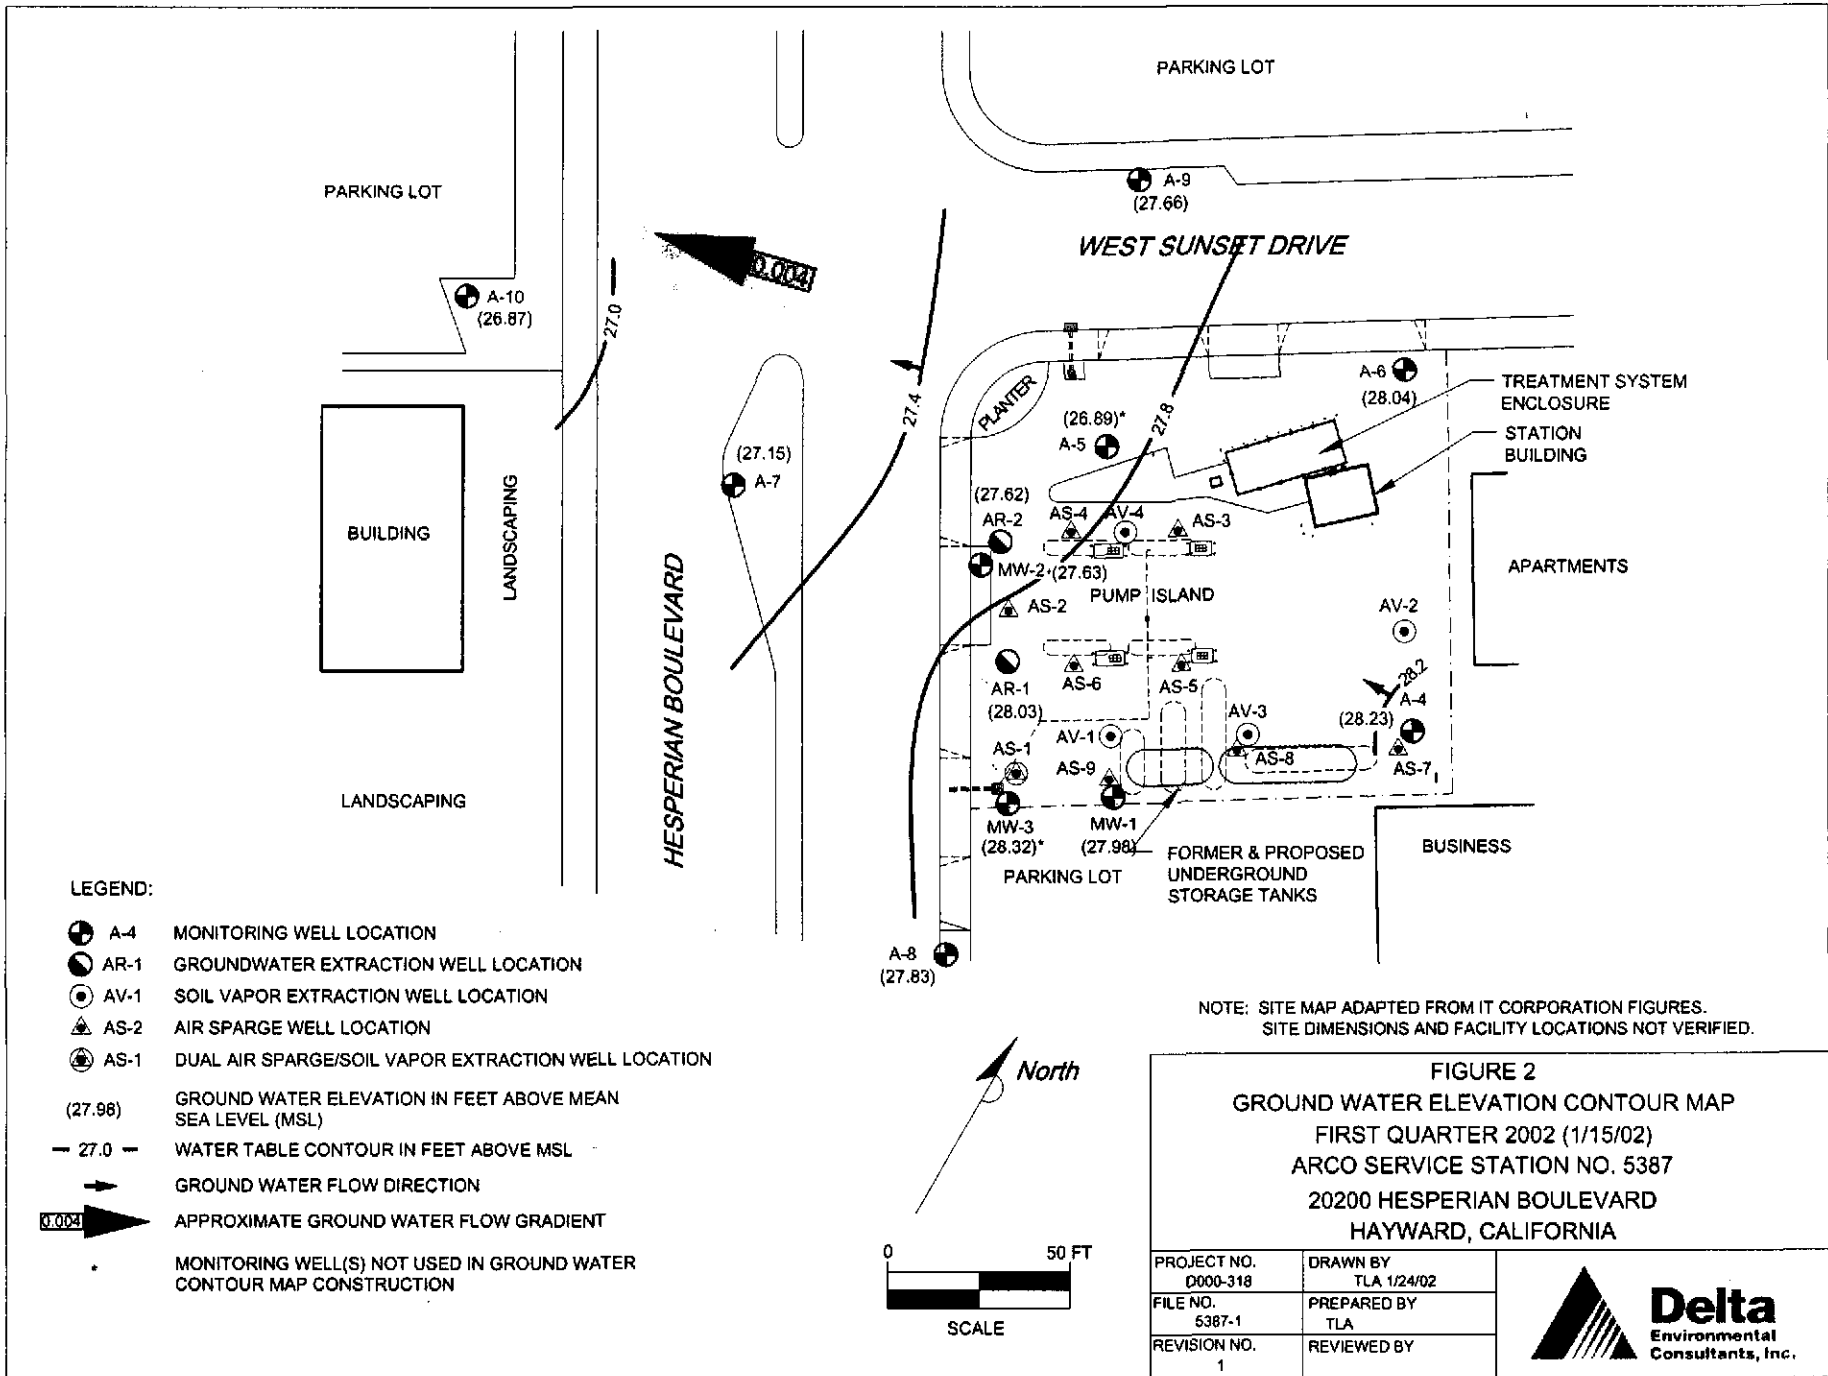 PARKING LOT
PARKING LOT
A-9
(27.66)
WEST SUNSET DRIVE
0.004
A-10
(26.87)
27.0
27.4
PLANTER
(26.89)*
A-5
27.8
A-6
(28.04)
TREATMENT SYSTEM
ENCLOSURE
STATION
BUILDING
(27.15)
A-7
BUILDING
LANDSCAPING
HESPERIAN BOULEVARD
(27.62)
AR-2
AS-4
AV-4
AS-3
MW-2
(27.63)
PUMP ISLAND
AS-2
APARTMENTS
AV-2
AR-1
(28.03)
AS-6
AS-5
28.2
A-4
(28.23)
AV-3
AV-1
AS-1
AS-9
AS-8
AS-7
LANDSCAPING
MW-3
(28.32)*
MW-1
(27.98)
PARKING LOT
FORMER & PROPOSED
UNDERGROUND
STORAGE TANKS
BUSINESS
A-8
(27.83)
LEGEND:
A-4 MONITORING WELL LOCATION
AR-1 GROUNDWATER EXTRACTION WELL LOCATION
AV-1 SOIL VAPOR EXTRACTION WELL LOCATION
AS-2 AIR SPARGE WELL LOCATION
AS-1 DUAL AIR SPARGE/SOIL VAPOR EXTRACTION WELL LOCATION
(27.98) GROUND WATER ELEVATION IN FEET ABOVE MEAN
SEA LEVEL (MSL)
27.0 WATER TABLE CONTOUR IN FEET ABOVE MSL
GROUND WATER FLOW DIRECTION
0.004 APPROXIMATE GROUND WATER FLOW GRADIENT
* MONITORING WELL(S) NOT USED IN GROUND WATER
CONTOUR MAP CONSTRUCTION
North
0 50 FT
SCALE
NOTE: SITE MAP ADAPTED FROM IT CORPORATION FIGURES.
SITE DIMENSIONS AND FACILITY LOCATIONS NOT VERIFIED.
FIGURE 2
GROUND WATER ELEVATION CONTOUR MAP
FIRST QUARTER 2002 (1/15/02)
ARCO SERVICE STATION NO. 5387
20200 HESPERIAN BOULEVARD
HAYWARD, CALIFORNIA
PROJECT NO.
D000-318
DRAWN BY
TLA 1/24/02
FILE NO.
5387-1
PREPARED BY
TLA
REVISION NO.
1
REVIEWED BY
Delta
Environmental
Consultants, Inc.